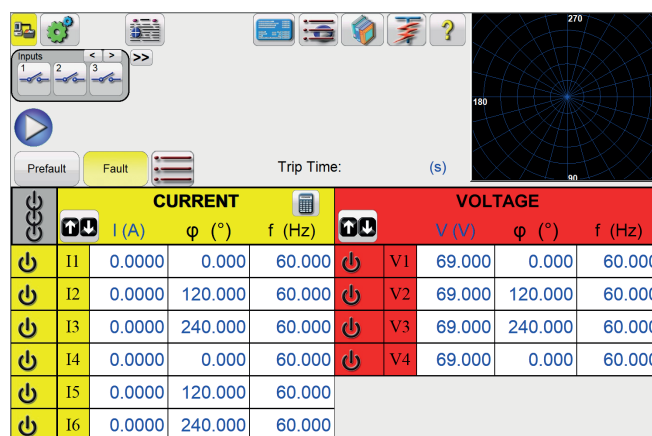 ?
270
Inputs < > >>
1 2 3
180
Prefault Fault Trip Time: (s)
90
CURRENT VOLTAGE
I (A) φ (°) f (Hz) V (V) φ (°) f (Hz)
I1 0.0000 0.000 60.000 V1 69.000 0.000 60.000
I2 0.0000 120.000 60.000 V2 69.000 120.000 60.000
I3 0.0000 240.000 60.000 V3 69.000 240.000 60.000
I4 0.0000 0.000 60.000 V4 69.000 0.000 60.000
I5 0.0000 120.000 60.000
I6 0.0000 240.000 60.000